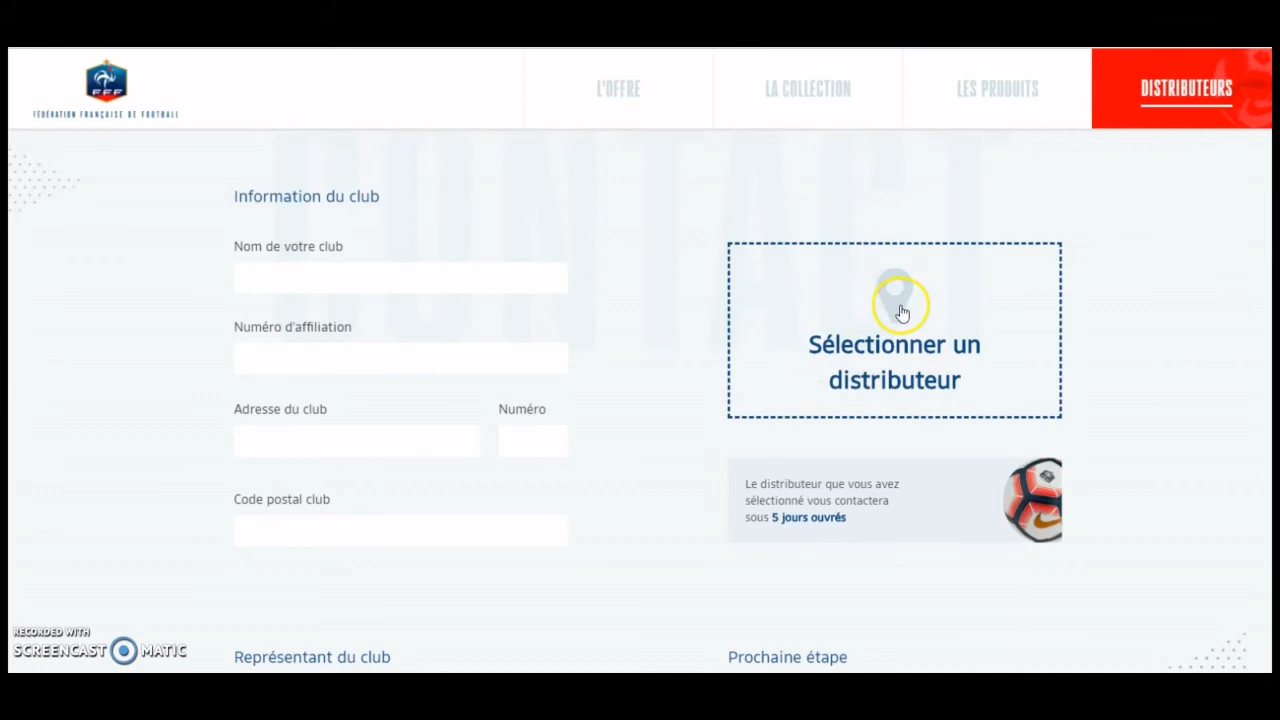 FFF
FÉDÉRATION FRANÇAISE DE FOOTBALL
L'OFFRE
LA COLLECTION
LES PRODUITS
DISTRIBUTEURS
CONTACT
Information du club
Nom de votre club
Numéro d'affiliation
Adresse du club
Numéro
Code postal club
Sélectionner un
distributeur
Le distributeur que vous avez
sélectionné vous contactera
sous 5 jours ouvrés
Représentant du club
Prochaine étape
RECORDED WITH
SCREENCAST MATIC